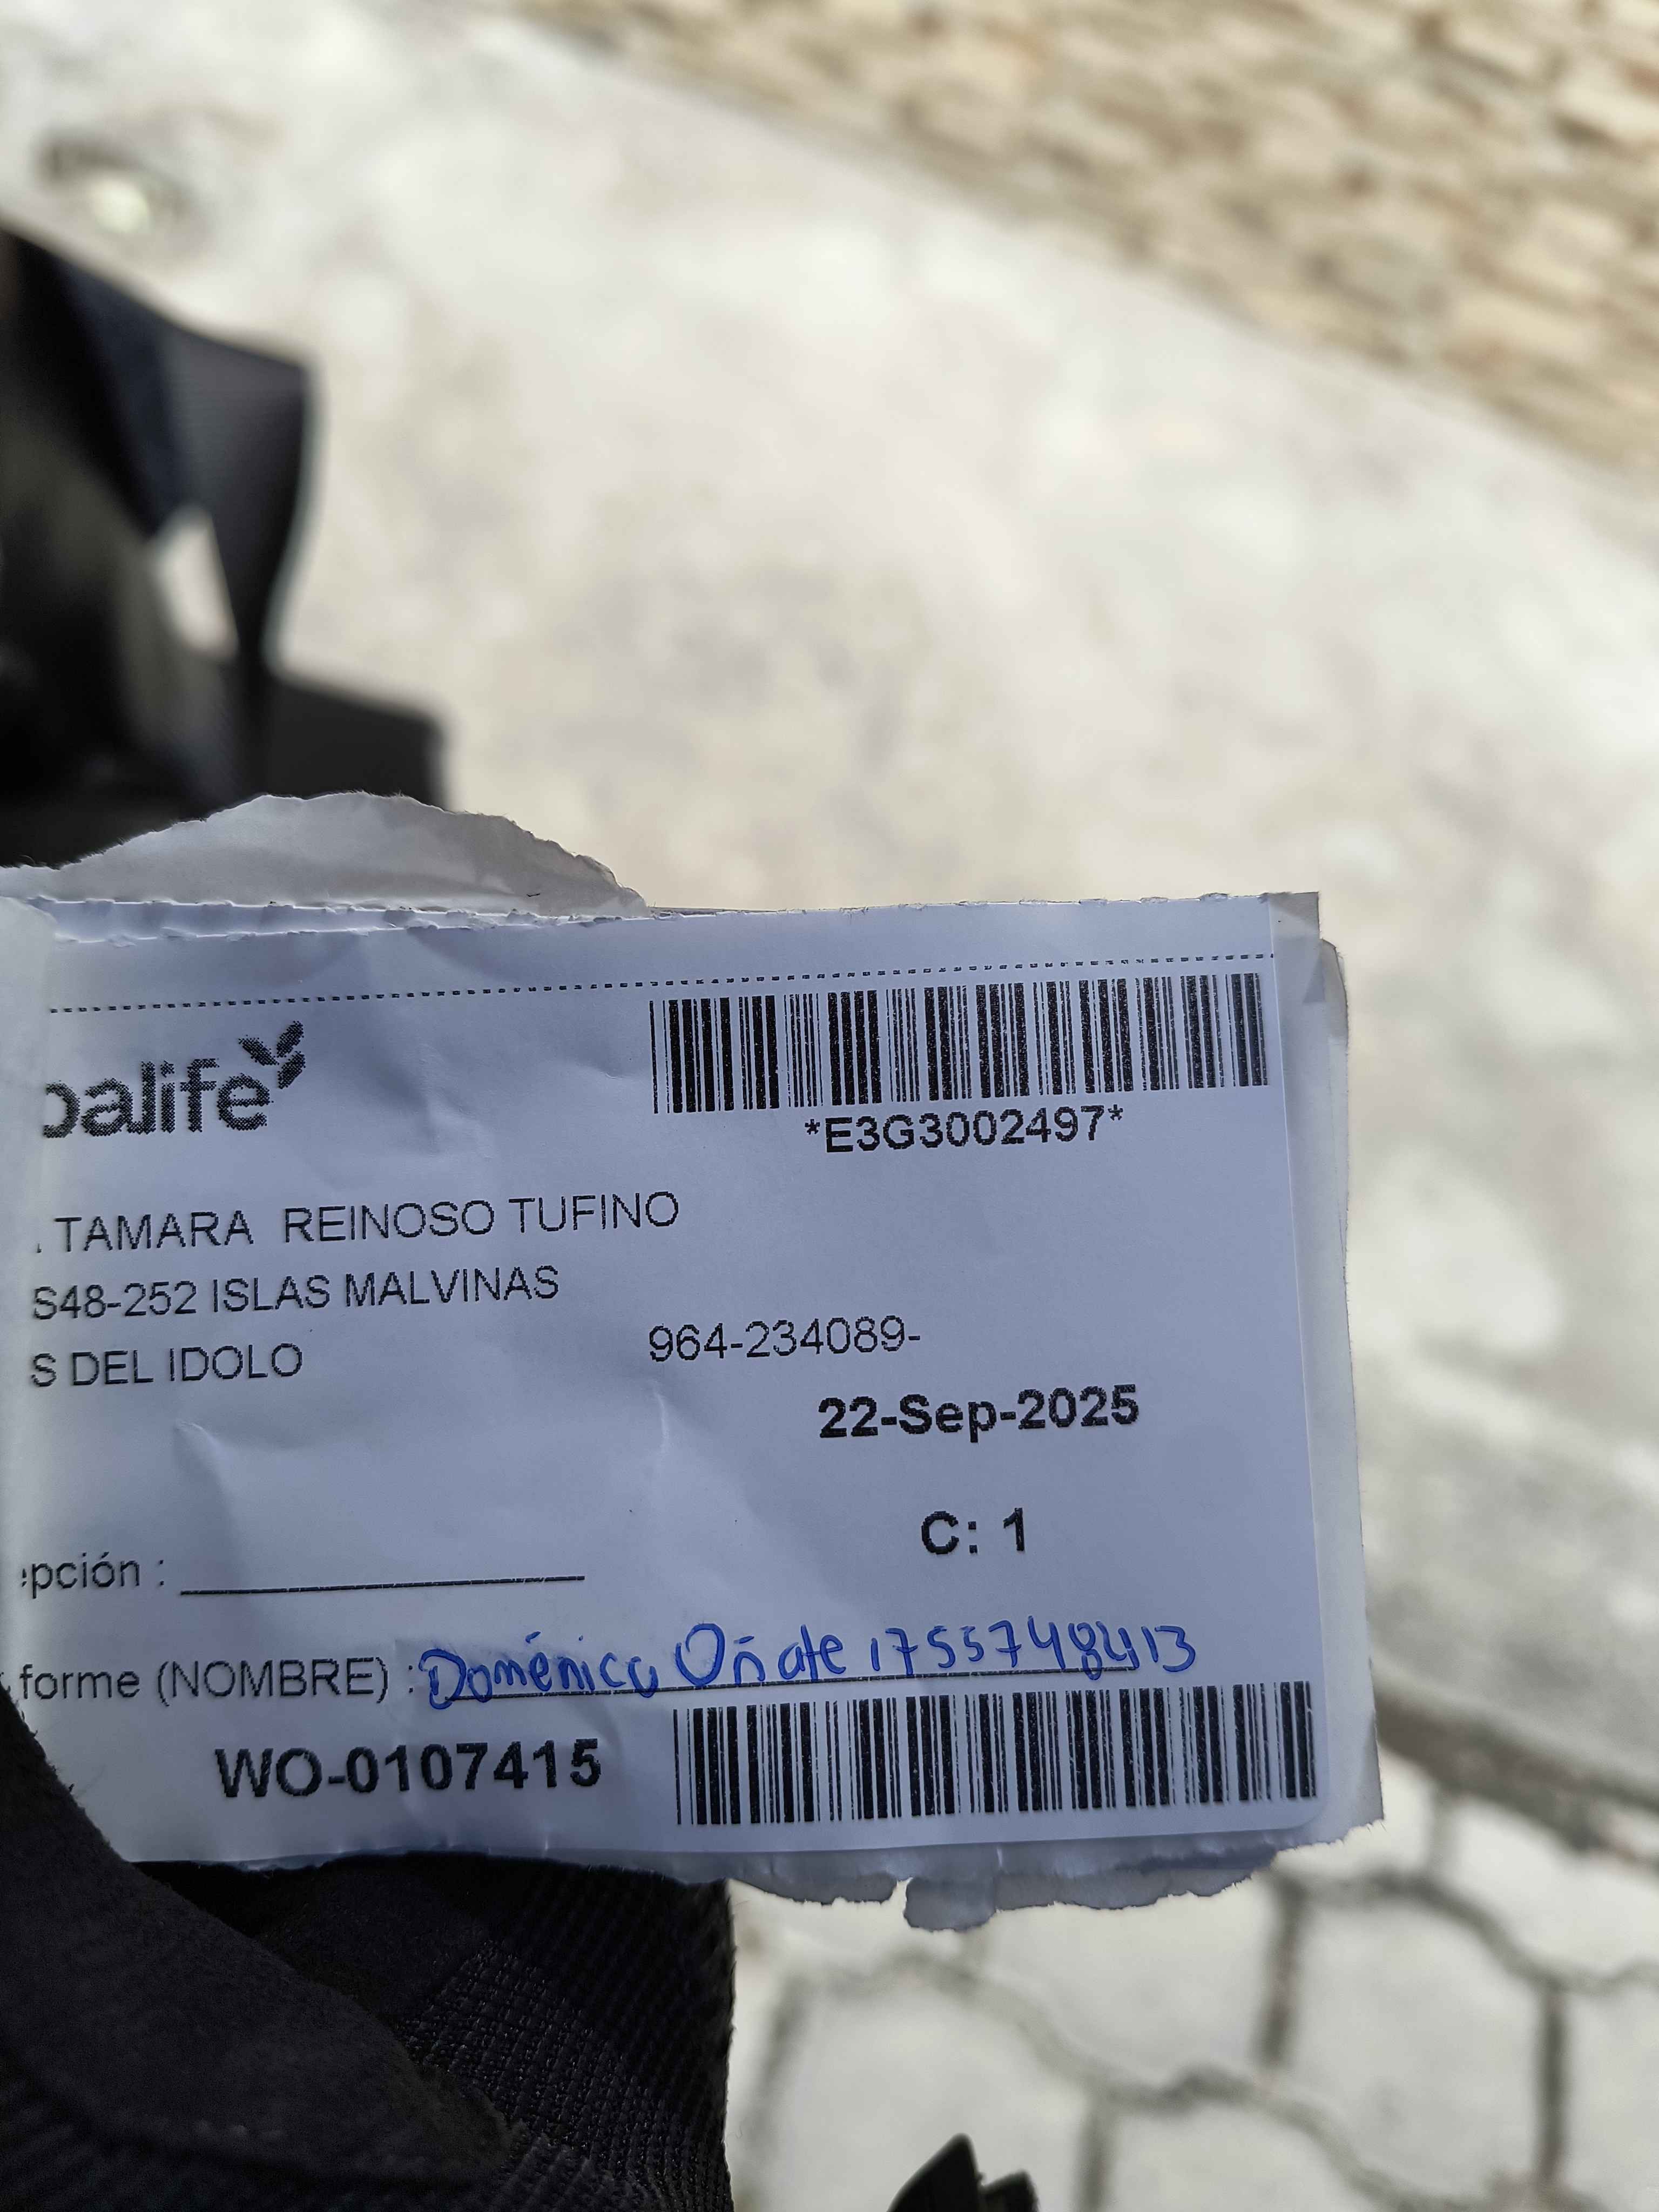 balife
*E3G3002497*
. TAMARA REINOSO TUFINO
S48-252 ISLAS MALVINAS
S DEL IDOLO
964-234089-
22-Sep-2025
C: 1
epción :
forme (NOMBRE) : Doménica Oñate 1755748413
WO-0107415